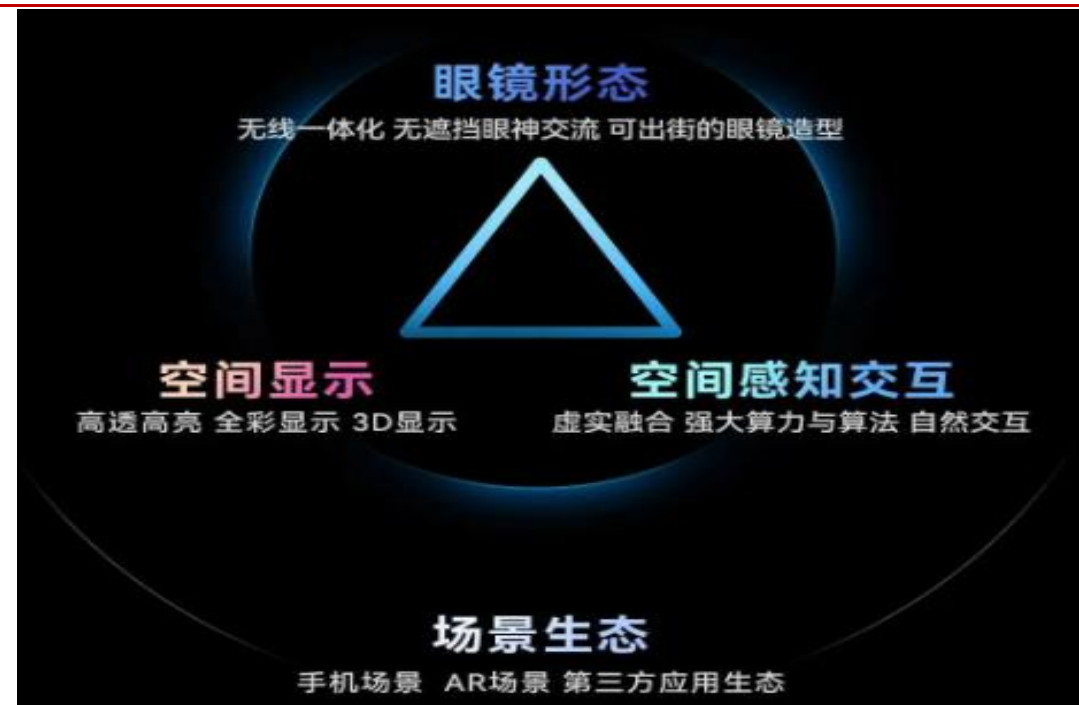 眼镜形态
无线一体化 无遮挡眼神交流 可出街的眼镜造型
空间显示
高透高亮 全彩显示 3D显示
空间感知交互
虚实融合 强大算力与算法 自然交互
场景生态
手机场景 AR场景 第三方应用生态